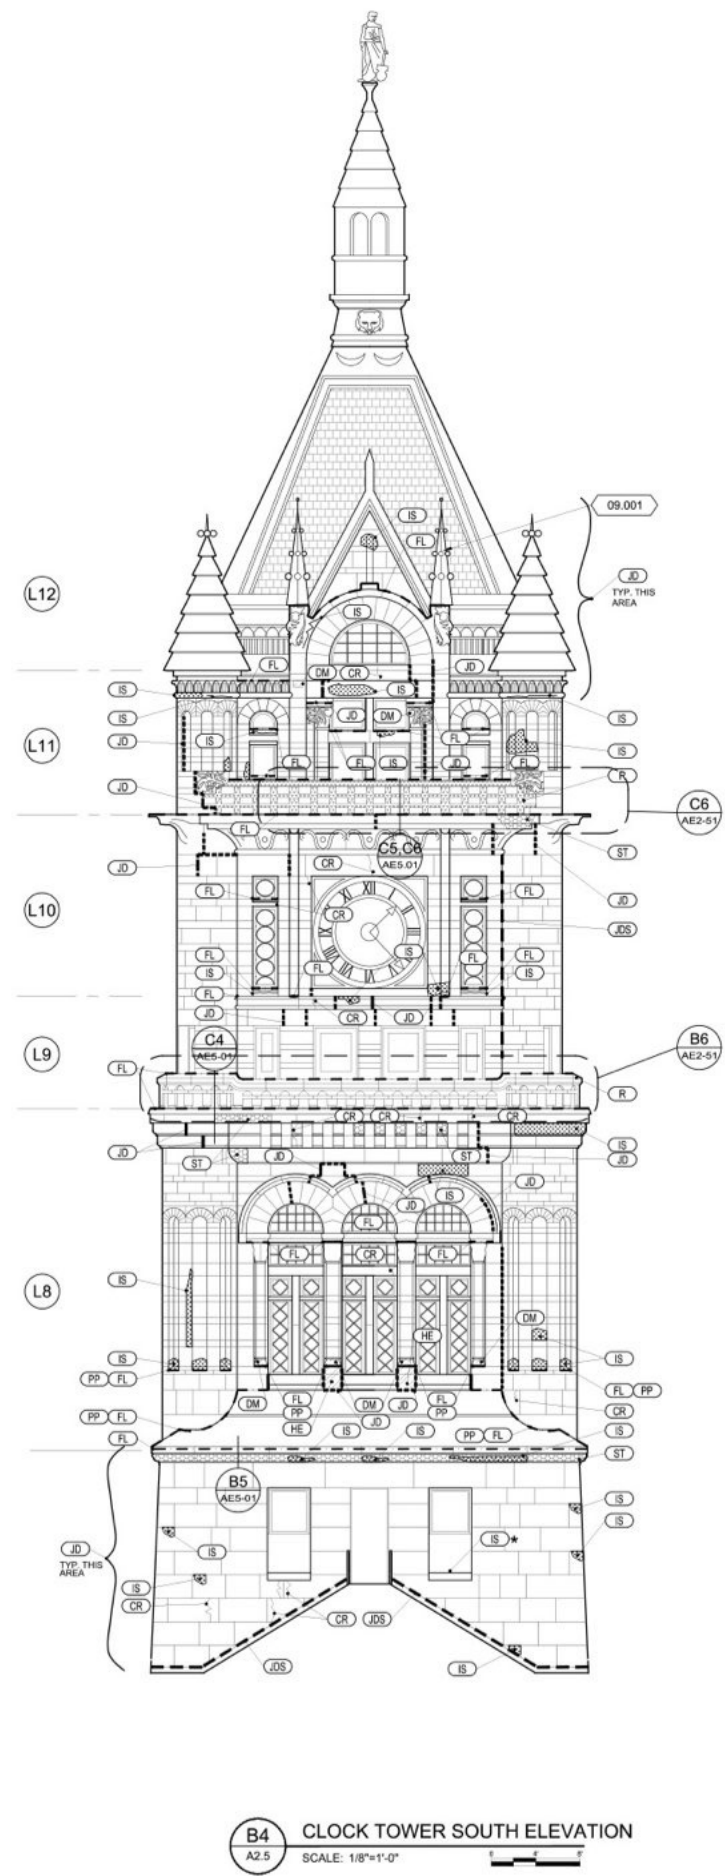 09.001
IS
FL
JD
TYP. THIS
AREA
L12
IS
FL
DM CR JD
IS IS IS
IS JD DM
JD IS FL IS
L11
FL FL IS JD FL
JD R
C6
AE2-51
FL
C5,C6
AE5.01
ST
JD CR
JD
FL XII FL
L10
CR
JDS
IS
FL FL FL
IS FL IS
FL
JD CR JD
C4
AE5-01
L9
B6
AE2-51
FL
R
CR CR CR
IS
JD ST JD ST JD
IS JD
JD
FL
FL CR FL
L8
IS
DM
HE
IS IS
PP FL FL PP
DM FL DM JD FL
PP PP CR
PP FL JD
HE IS IS PP FL IS
FL ST
B5
AE5-01
IS
IS
JD
TYP. THIS
AREA
IS IS*
IS
CR CR JDS
JDS IS
B4
A2.5
CLOCK TOWER SOUTH ELEVATION
SCALE: 1/8"=1'-0"
4' 8'